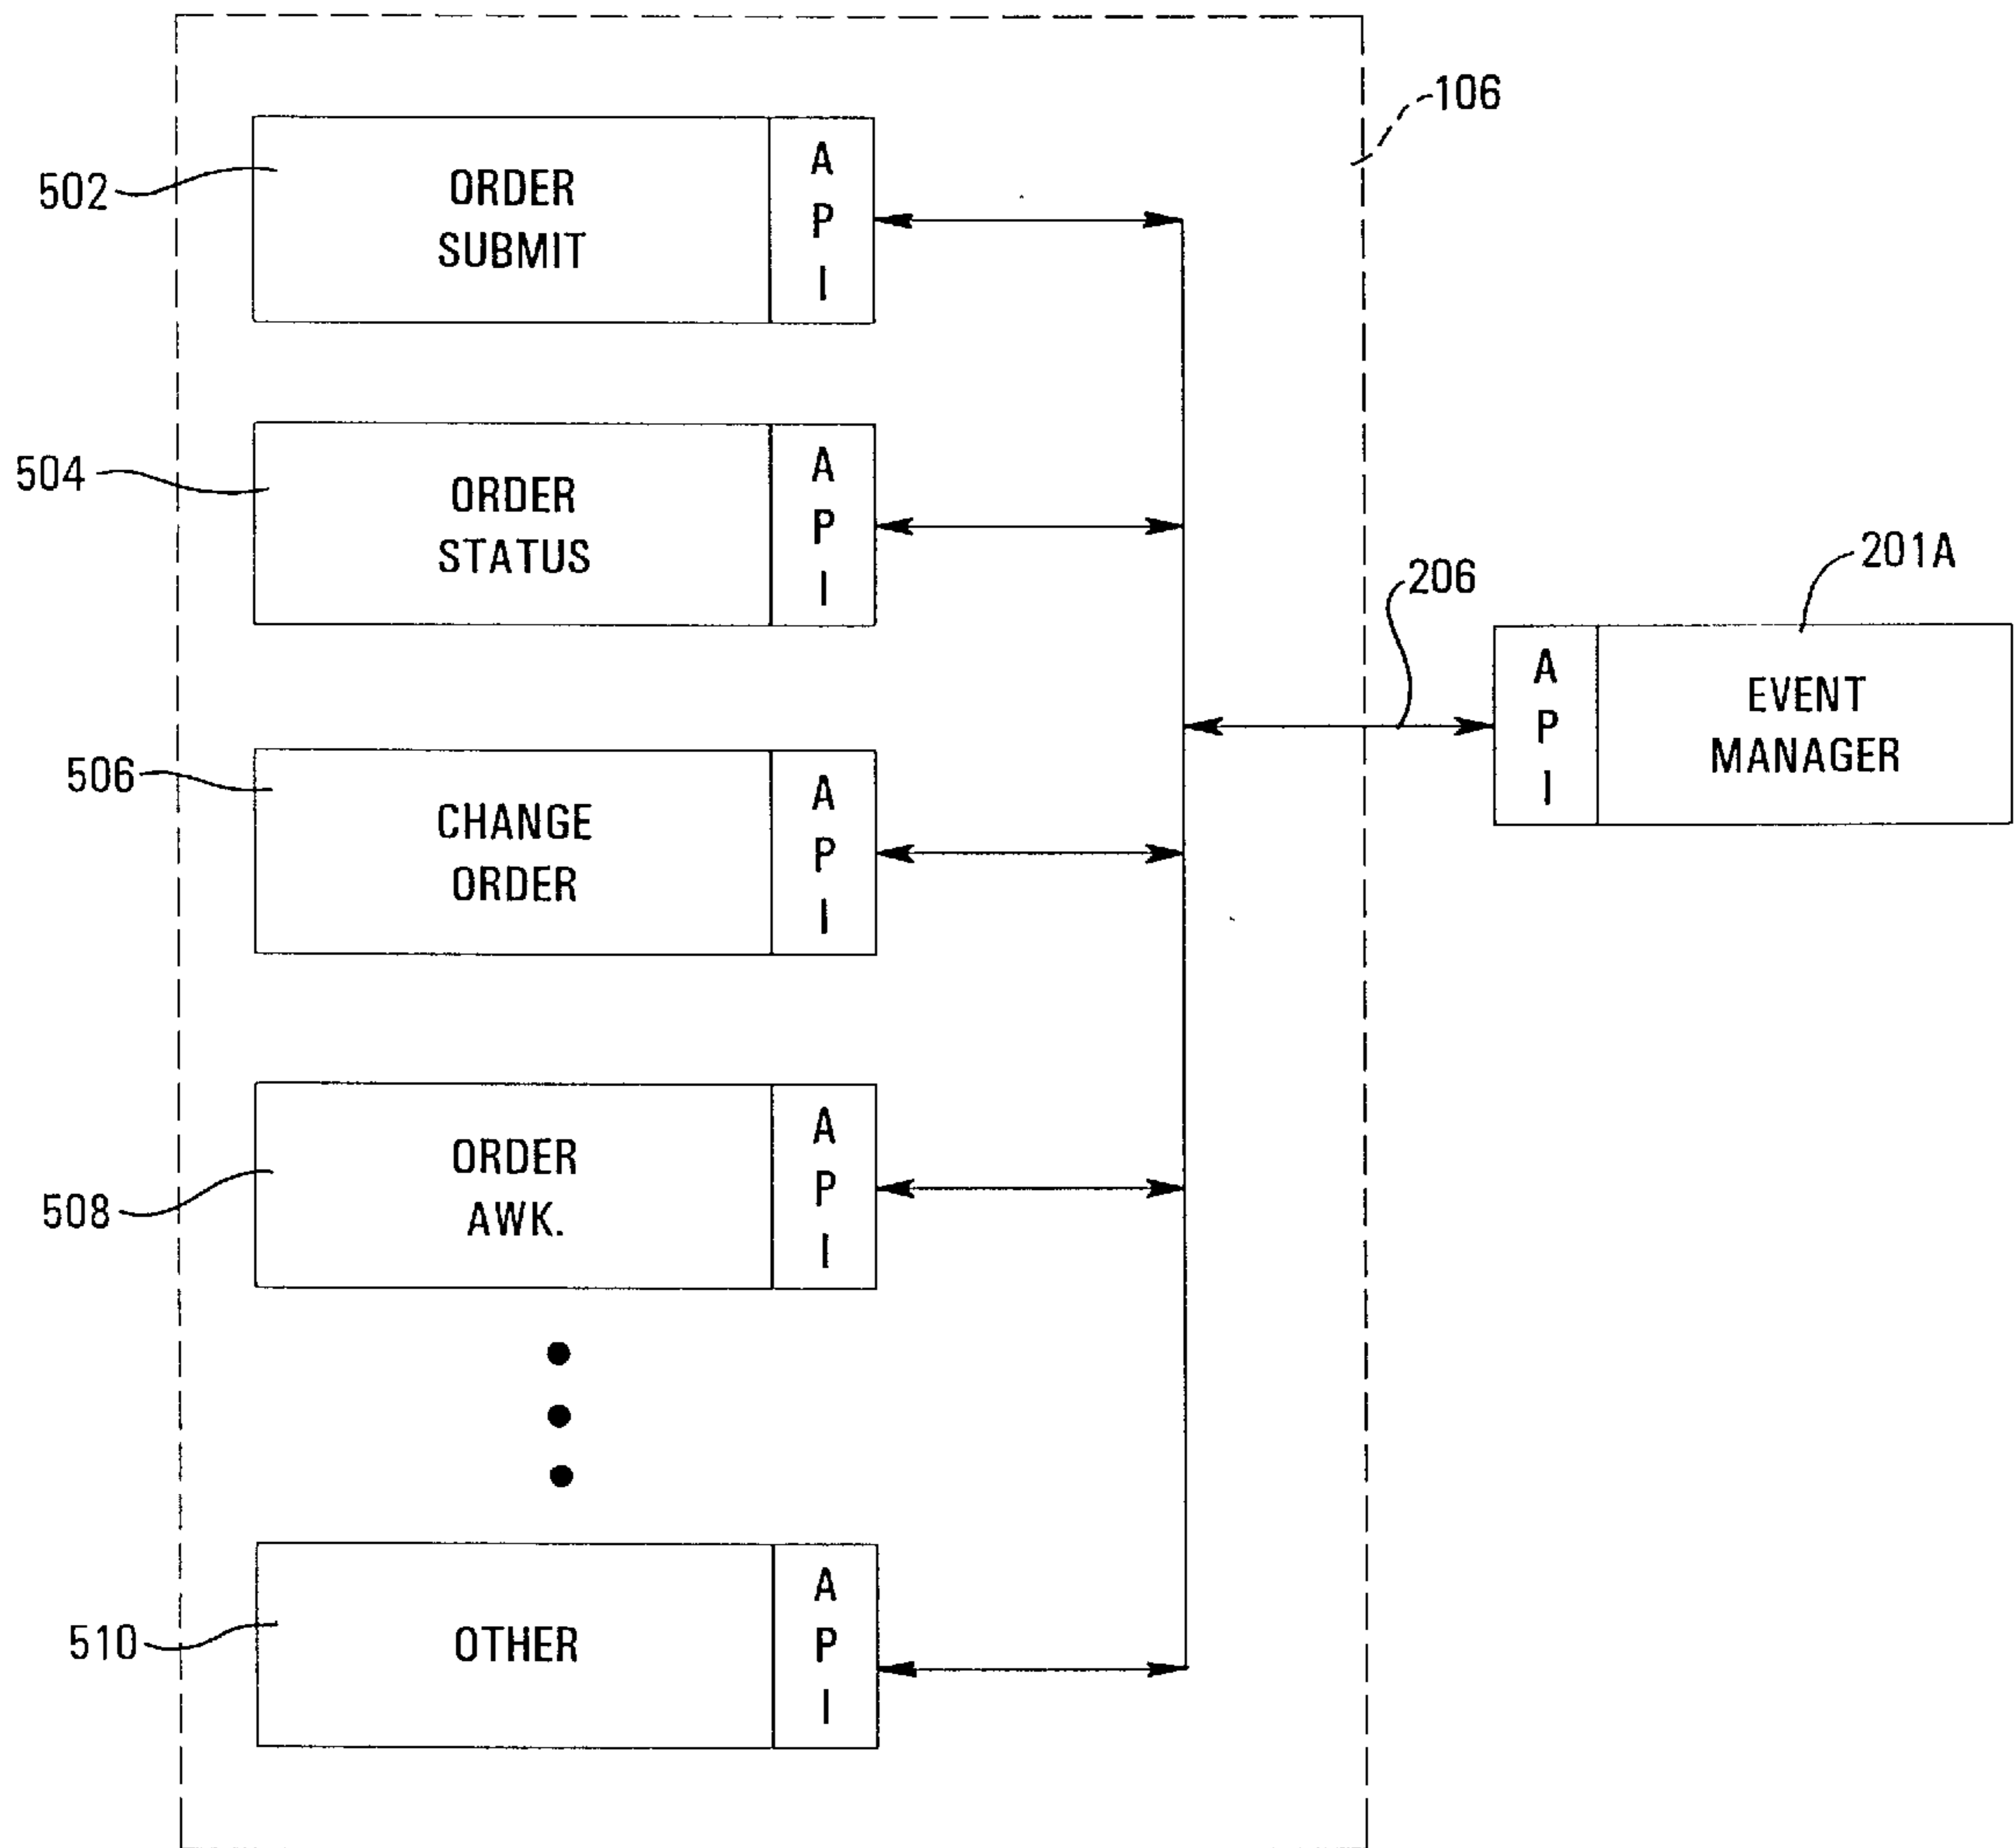 106
502
ORDER
SUBMIT
A
P
I
504
ORDER
STATUS
A
P
I
206
201A
A
P
I
EVENT
MANAGER
506
CHANGE
ORDER
A
P
I
508
ORDER
AWK.
A
P
I
510
OTHER
A
P
I